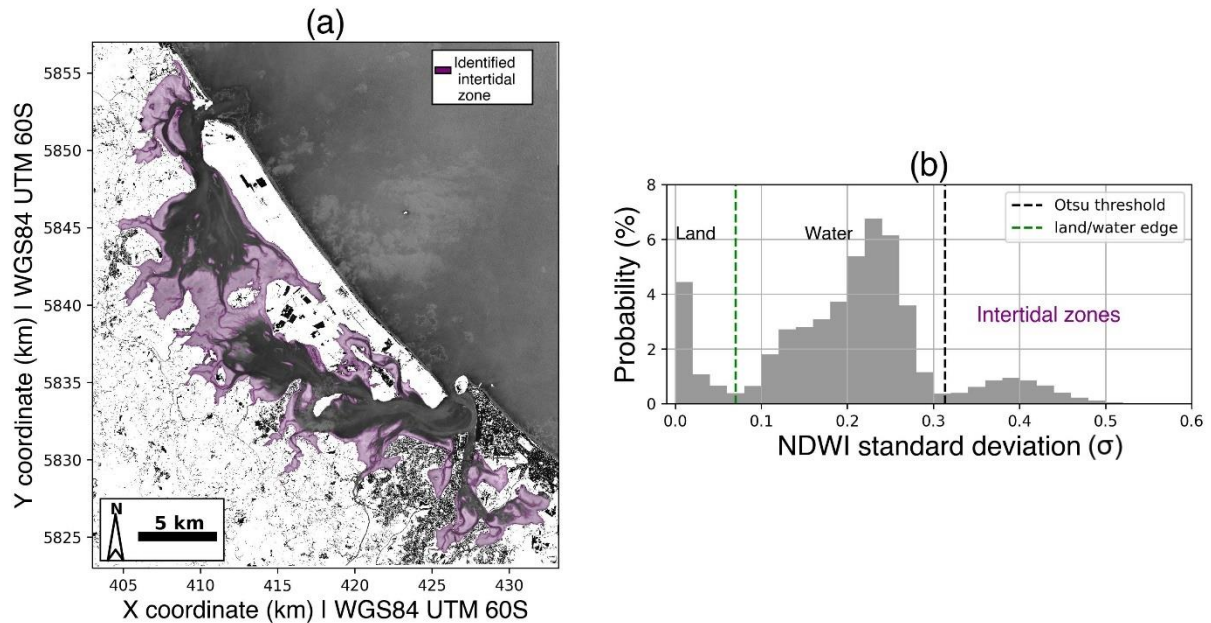 (a)
Identified
intertidal
zone
Y coordinate (km) | WGS84 UTM 60S
5855
5850
5845
5840
5835
5830
5825
N
5 km
405
410
415
420
425
430
X coordinate (km) | WGS84 UTM 60S
(b)
Probability (%)
8
6
4
2
0
Land
Water
Otsu threshold
land/water edge
Intertidal zones
0.0
0.1
0.2
0.3
0.4
0.5
0.6
NDWI standard deviation (σ)